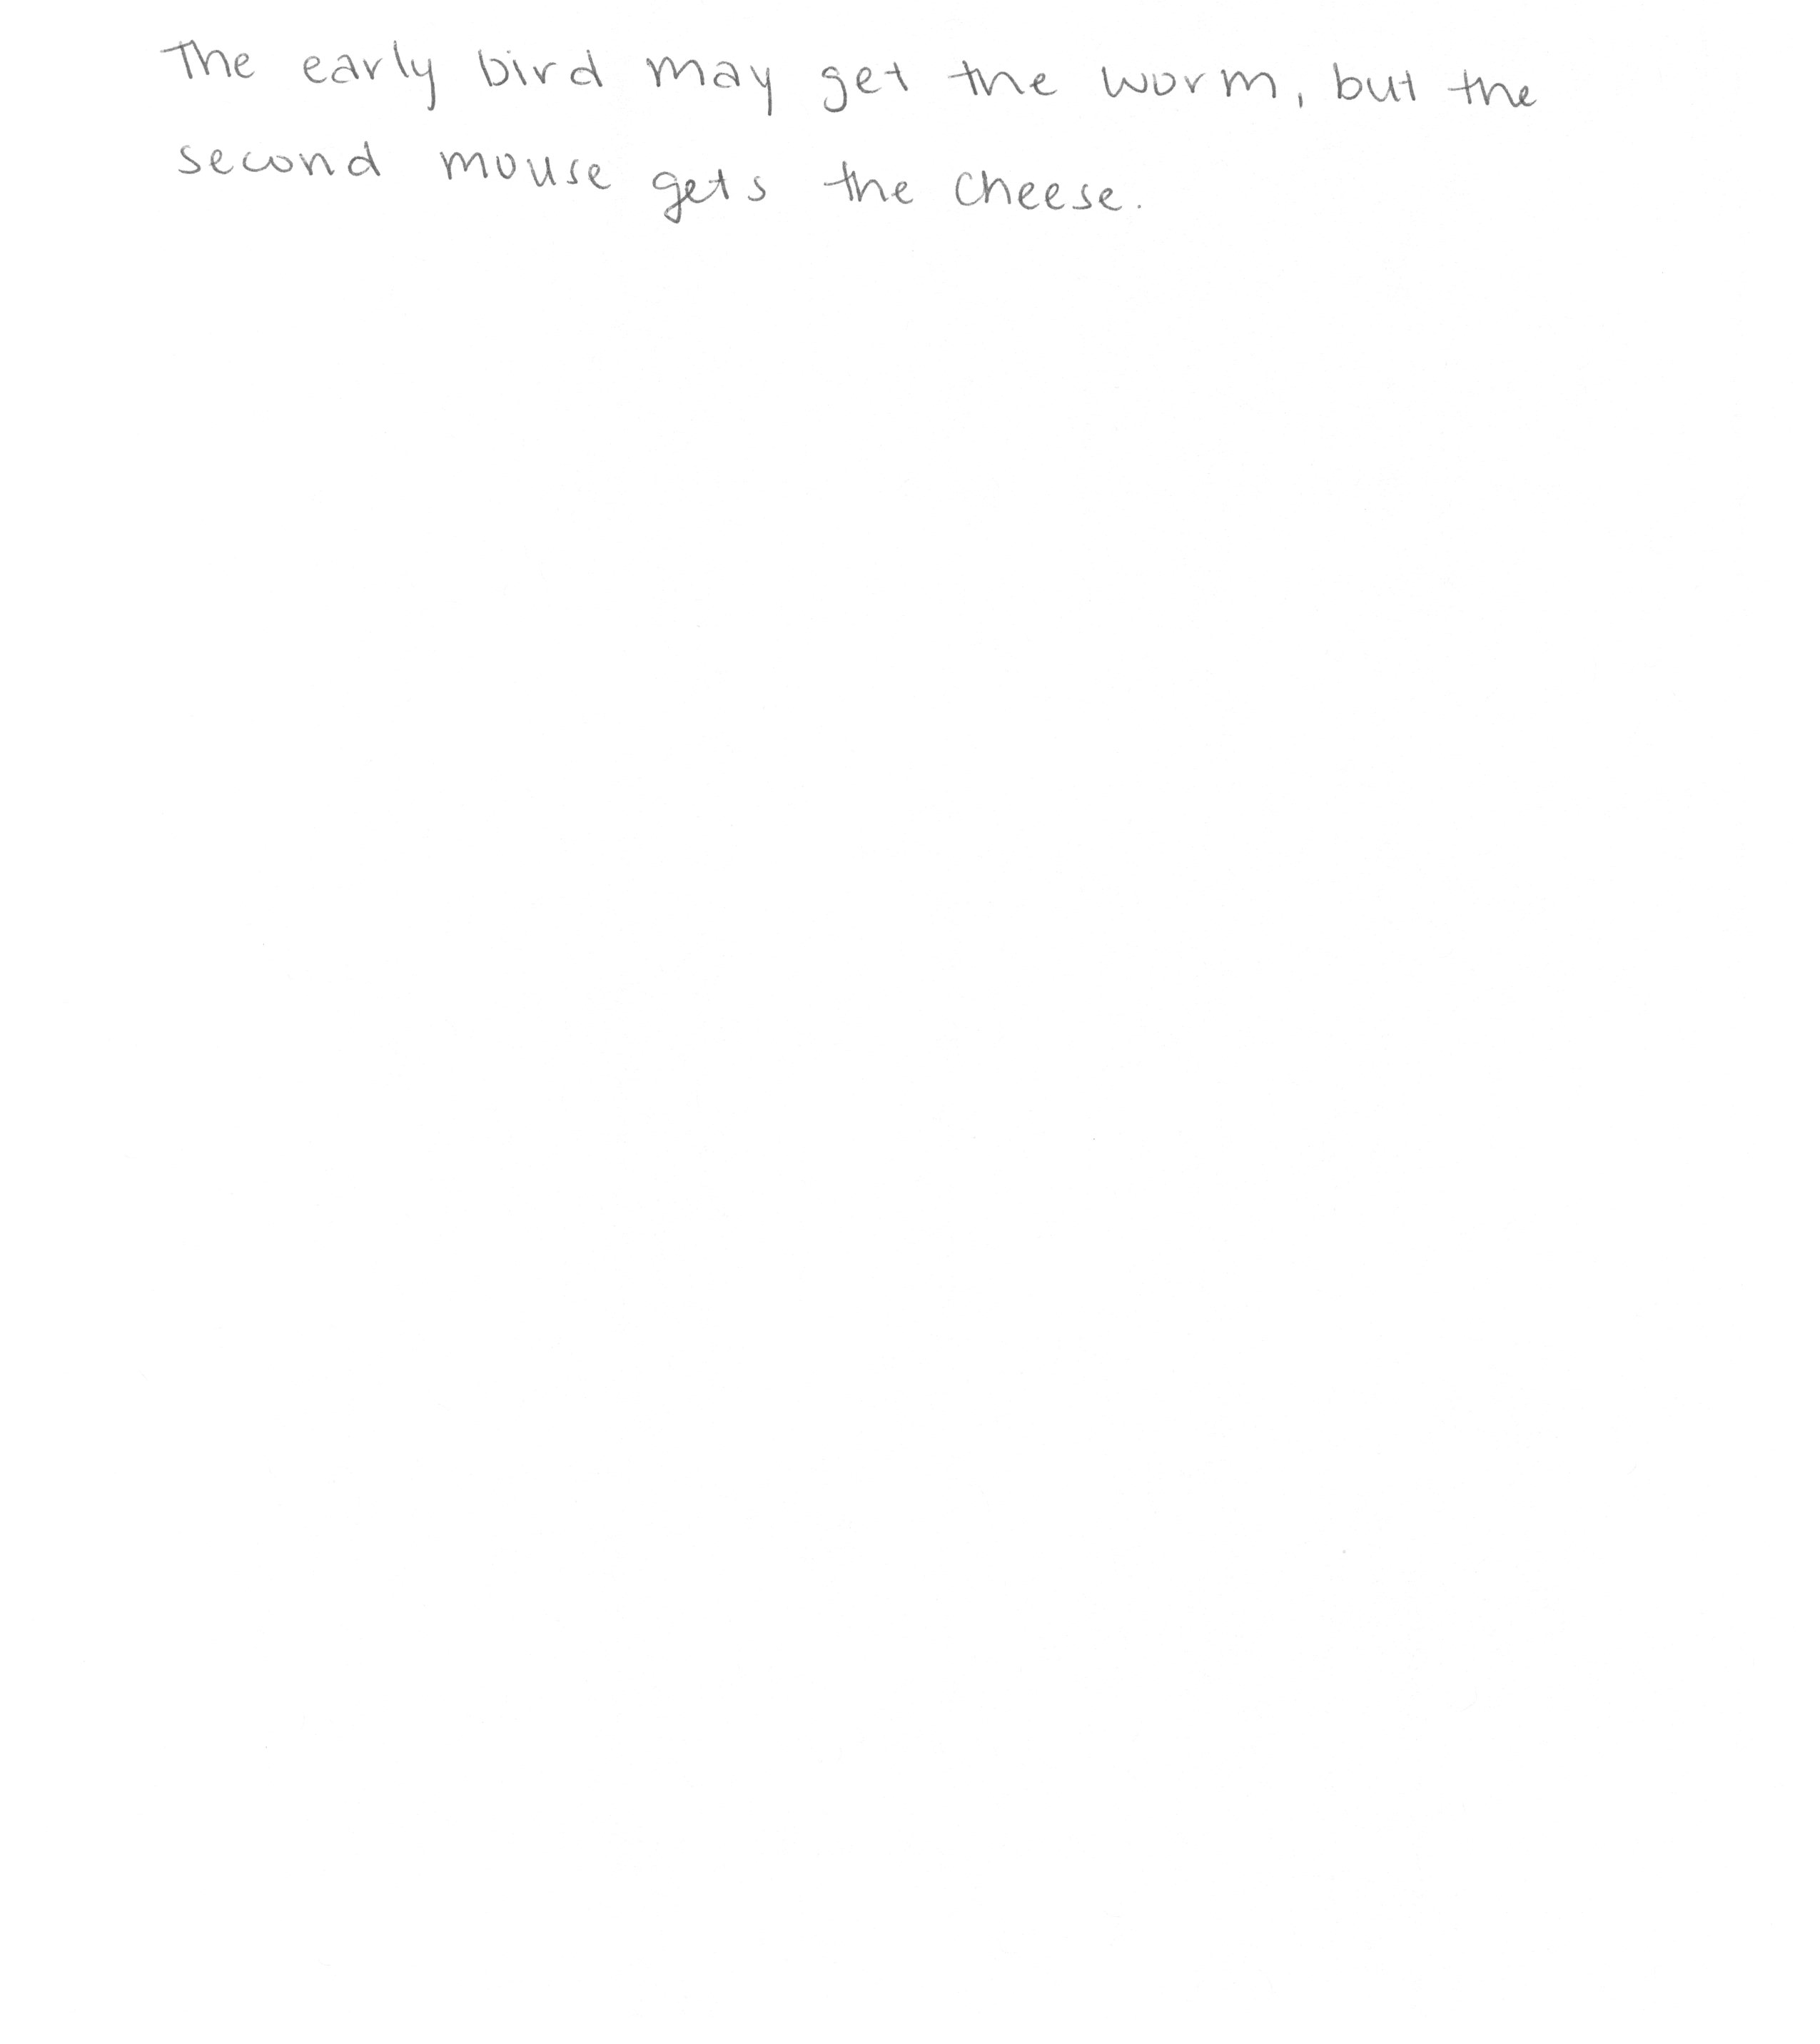 The early bird may get the worm, but the
second mouse gets the cheese.